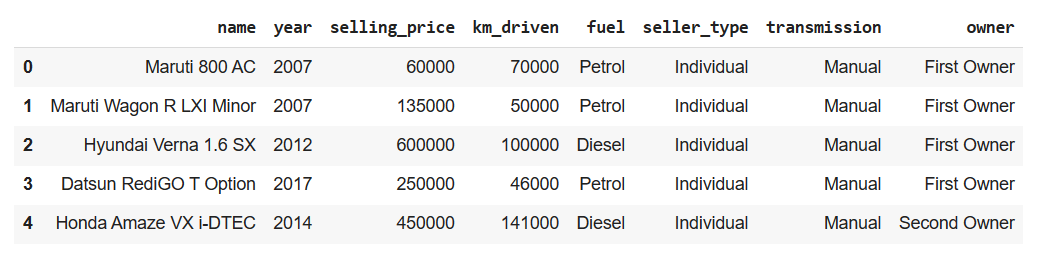 name year selling_price km_driven fuel seller_type transmission owner
0 Maruti 800 AC 2007 60000 70000 Petrol Individual Manual First Owner
1 Maruti Wagon R LXI Minor 2007 135000 50000 Petrol Individual Manual First Owner
2 Hyundai Verna 1.6 SX 2012 600000 100000 Diesel Individual Manual First Owner
3 Datsun RediGO T Option 2017 250000 46000 Petrol Individual Manual First Owner
4 Honda Amaze VX i-DTEC 2014 450000 141000 Diesel Individual Manual Second Owner